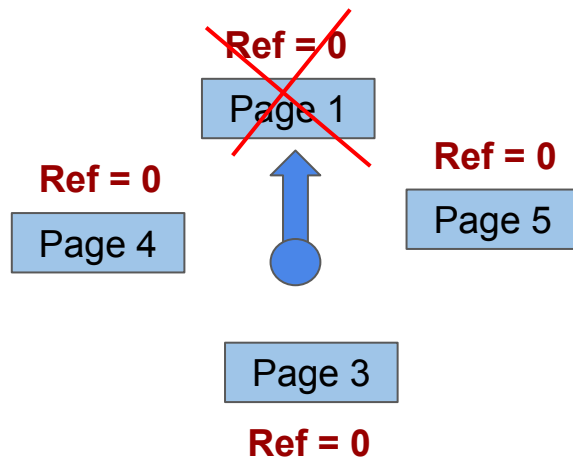 Ref = 0
Page 1
Ref = 0
Page 4
Ref = 0
Page 5
Page 3
Ref = 0